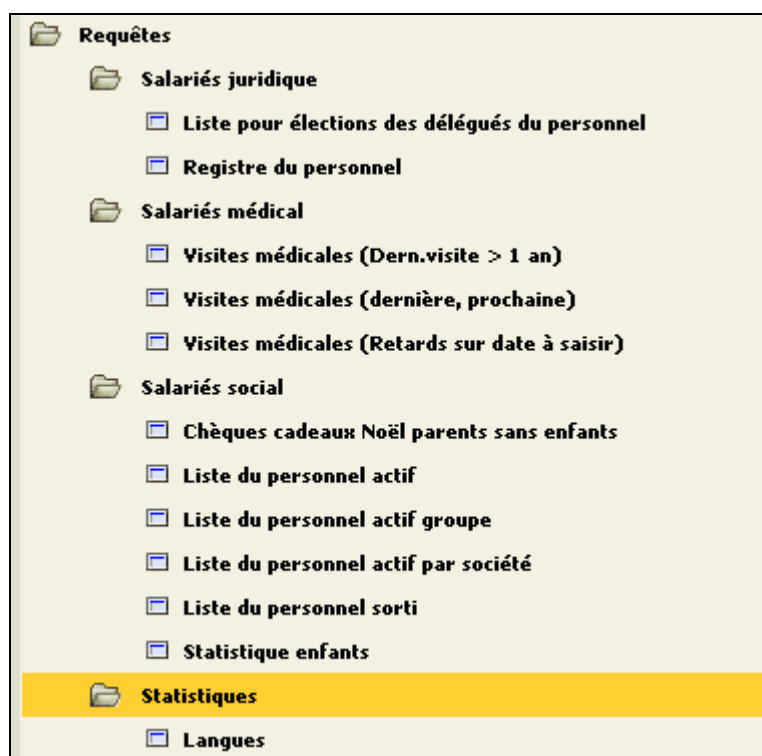 Requêtes
Salariés juridique
Liste pour élections des délégués du personnel
Registre du personnel
Salariés médical
Visites médicales (Dern.visite > 1 an)
Visites médicales (dernière, prochaine)
Visites médicales (Retards sur date à saisir)
Salariés social
Chèques cadeaux Noël parents sans enfants
Liste du personnel actif
Liste du personnel actif groupe
Liste du personnel actif par société
Liste du personnel sorti
Statistique enfants
Statistiques
Langues